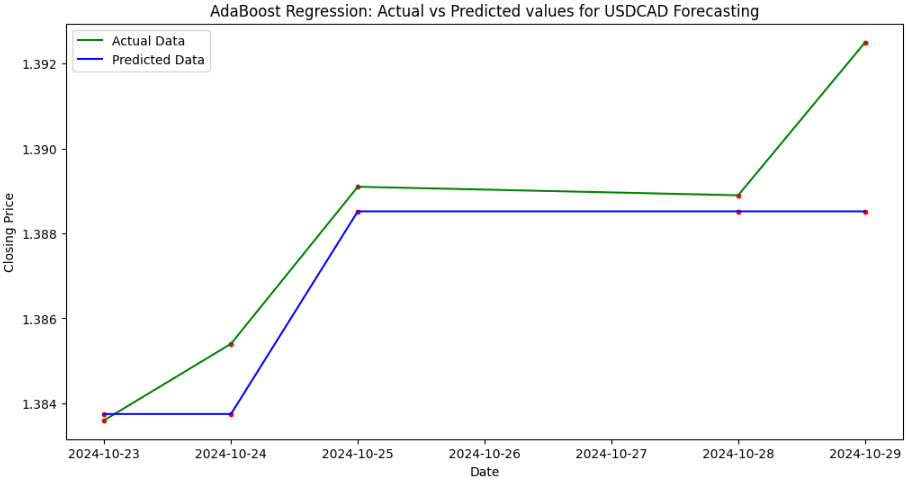 AdaBoost Regression: Actual vs Predicted values for USDCAD Forecasting
Actual Data
Predicted Data
1.392
1.390
1.388
1.386
1.384
Closing Price
2024-10-23
2024-10-24
2024-10-25
2024-10-26
2024-10-27
2024-10-28
2024-10-29
Date